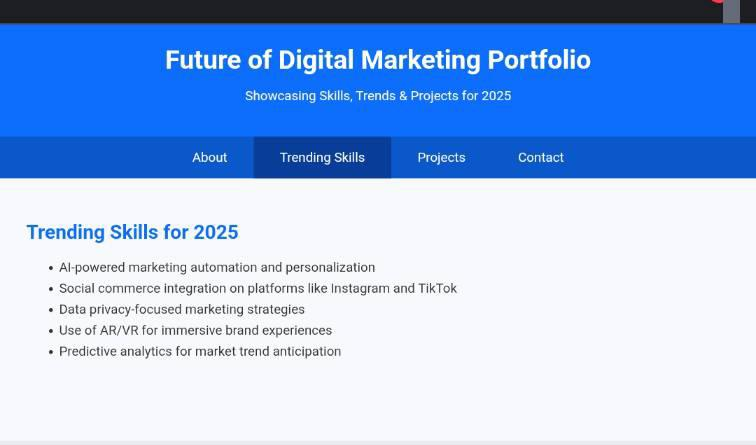 Future of Digital Marketing Portfolio
Showcasing Skills, Trends & Projects for 2025
About Trending Skills Projects Contact
Trending Skills for 2025
• AI-powered marketing automation and personalization
• Social commerce integration on platforms like Instagram and TikTok
• Data privacy-focused marketing strategies
• Use of AR/VR for immersive brand experiences
• Predictive analytics for market trend anticipation